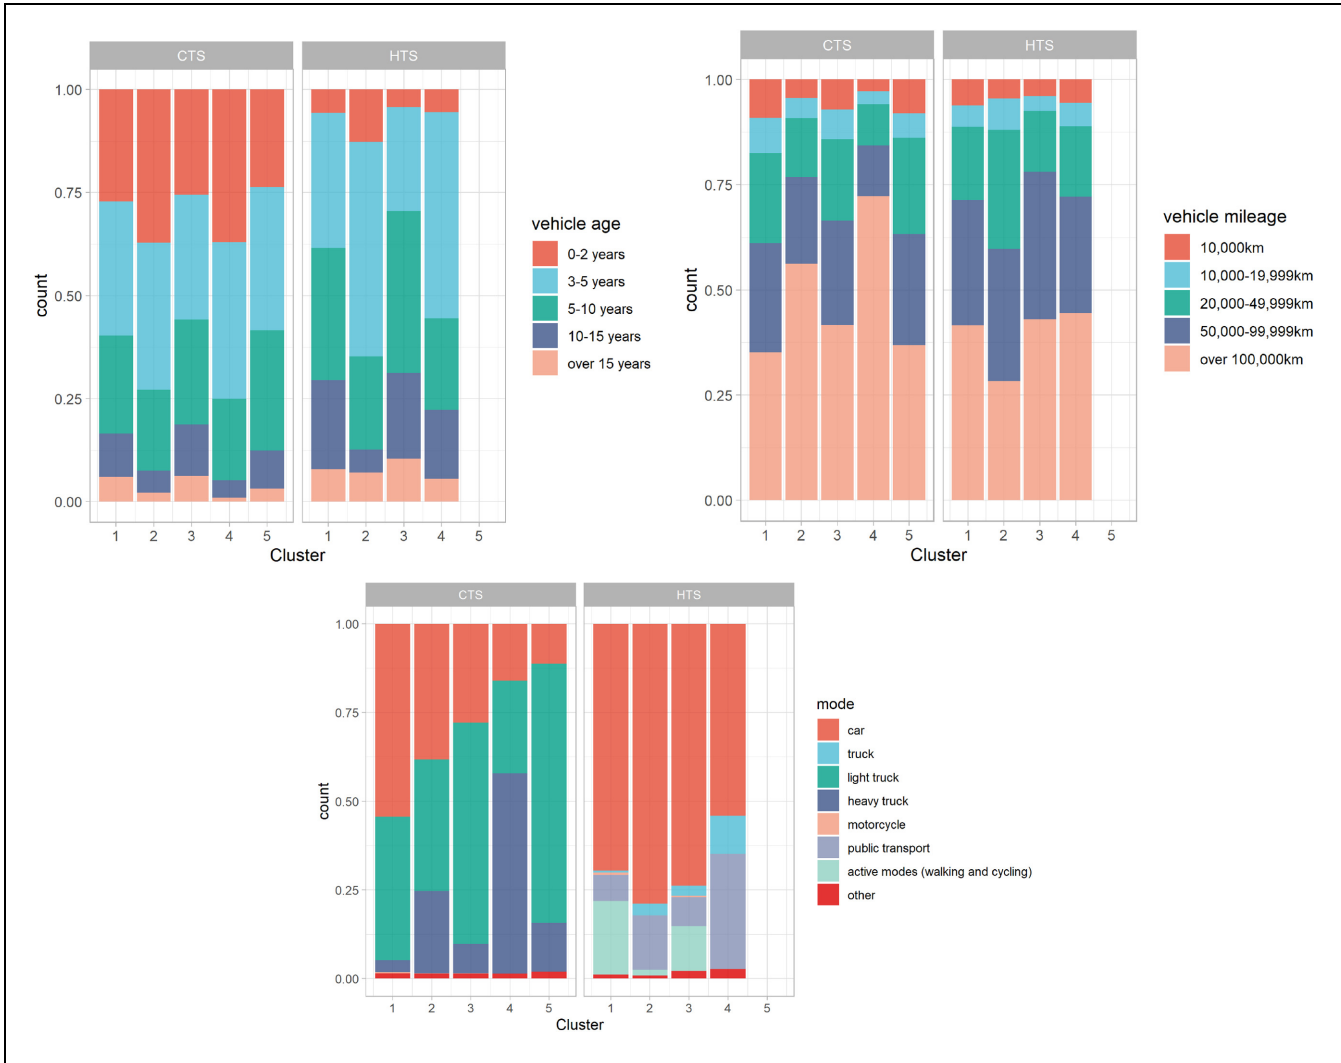 CTS HTS
1.00
0.75
0.50
0.25
0.00
count
1 2 3 4 5 1 2 3 4 5
Cluster
vehicle age
0-2 years
3-5 years
5-10 years
10-15 years
over 15 years
CTS HTS
1.00
0.75
0.50
0.25
0.00
count
1 2 3 4 5 1 2 3 4 5
Cluster
vehicle mileage
10,000km
10,000-19,999km
20,000-49,999km
50,000-99,999km
over 100,000km
CTS HTS
1.00
0.75
0.50
0.25
0.00
count
1 2 3 4 5 1 2 3 4 5
Cluster
mode
car
truck
light truck
heavy truck
motorcycle
public transport
active modes (walking and cycling)
other